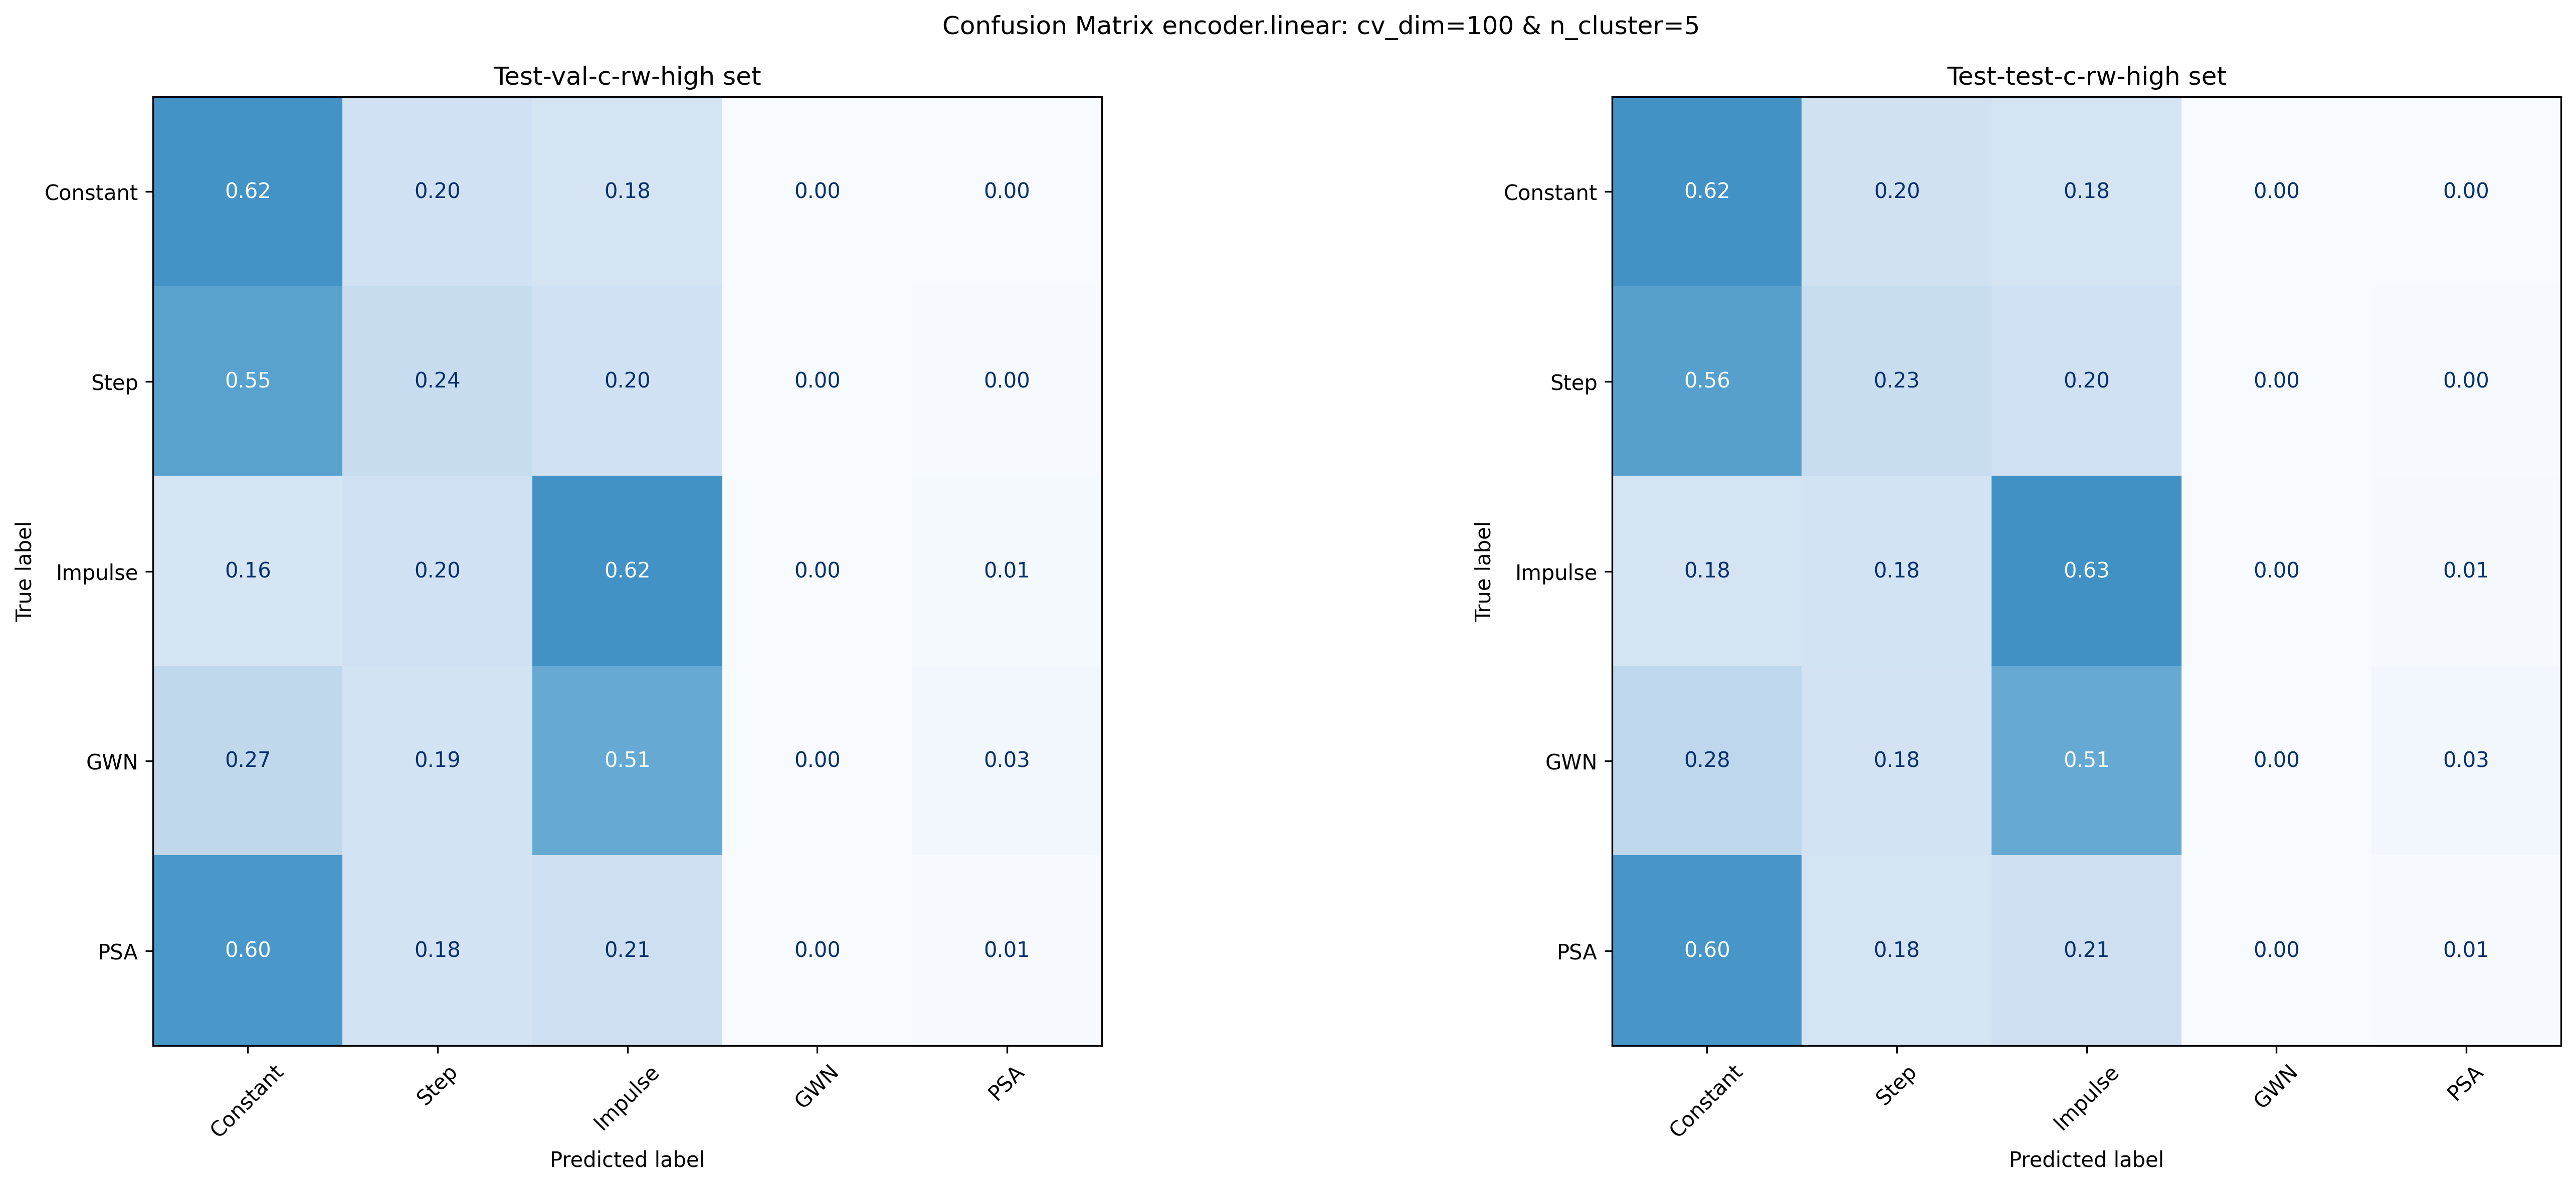 Confusion Matrix encoder.linear: cv_dim=100 & n_cluster=5
Test-val-c-rw-high set
True label
Constant 0.62 0.20 0.18 0.00 0.00
Step 0.55 0.24 0.20 0.00 0.00
Impulse 0.16 0.20 0.62 0.00 0.01
GWN 0.27 0.19 0.51 0.00 0.03
PSA 0.60 0.18 0.21 0.00 0.01
Constant Step Impulse GWN PSA
Predicted label
Test-test-c-rw-high set
True label
Constant 0.62 0.20 0.18 0.00 0.00
Step 0.56 0.23 0.20 0.00 0.00
Impulse 0.18 0.18 0.63 0.00 0.01
GWN 0.28 0.18 0.51 0.00 0.03
PSA 0.60 0.18 0.21 0.00 0.01
Constant Step Impulse GWN PSA
Predicted label